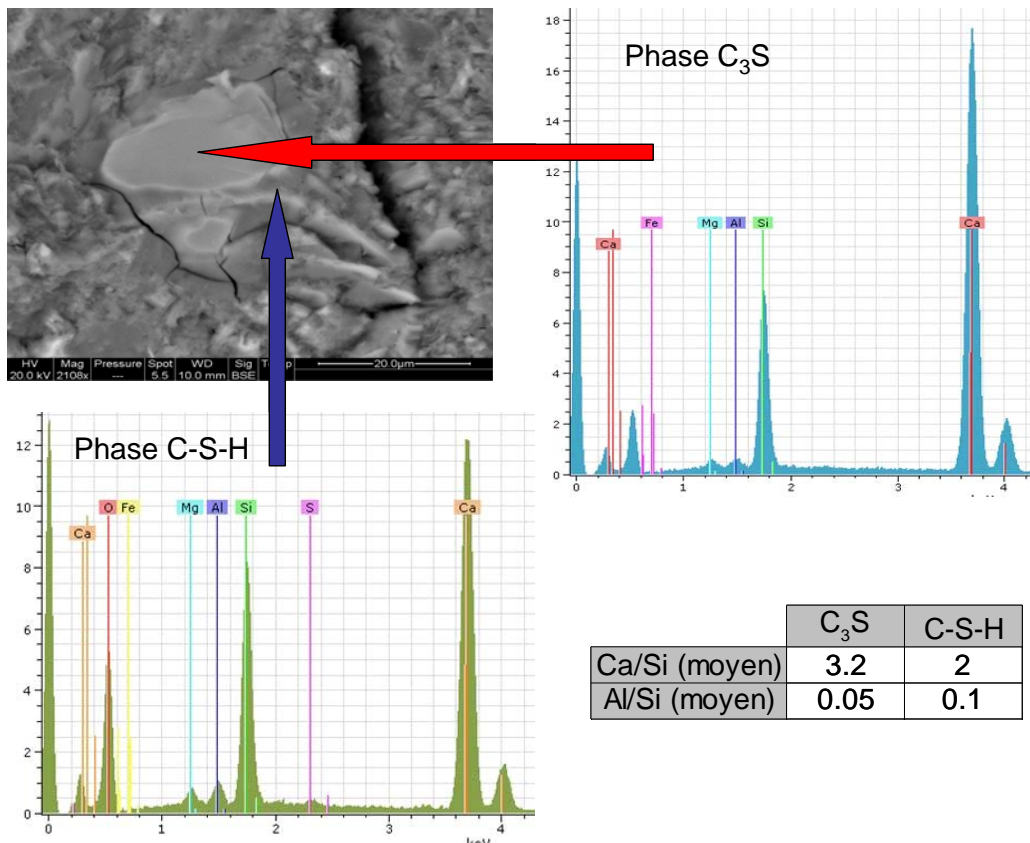 Phase C3S
18
16
14
12
10
8
6
4
2
0
Ca Fe Mg Al Si Ca
0 1 2 3 4
HV Mag Pressure Spot WD Sig
20.0 kV 2108x --- 5.5 10.0 mm BSE 20.0µm
Phase C-S-H
12
10
8
6
4
2
0
Ca O Fe Mg Al Si S Ca
0 1 2 3 4
keV
C3S C-S-H
Ca/Si (moyen) 3.2 2
Al/Si (moyen) 0.05 0.1